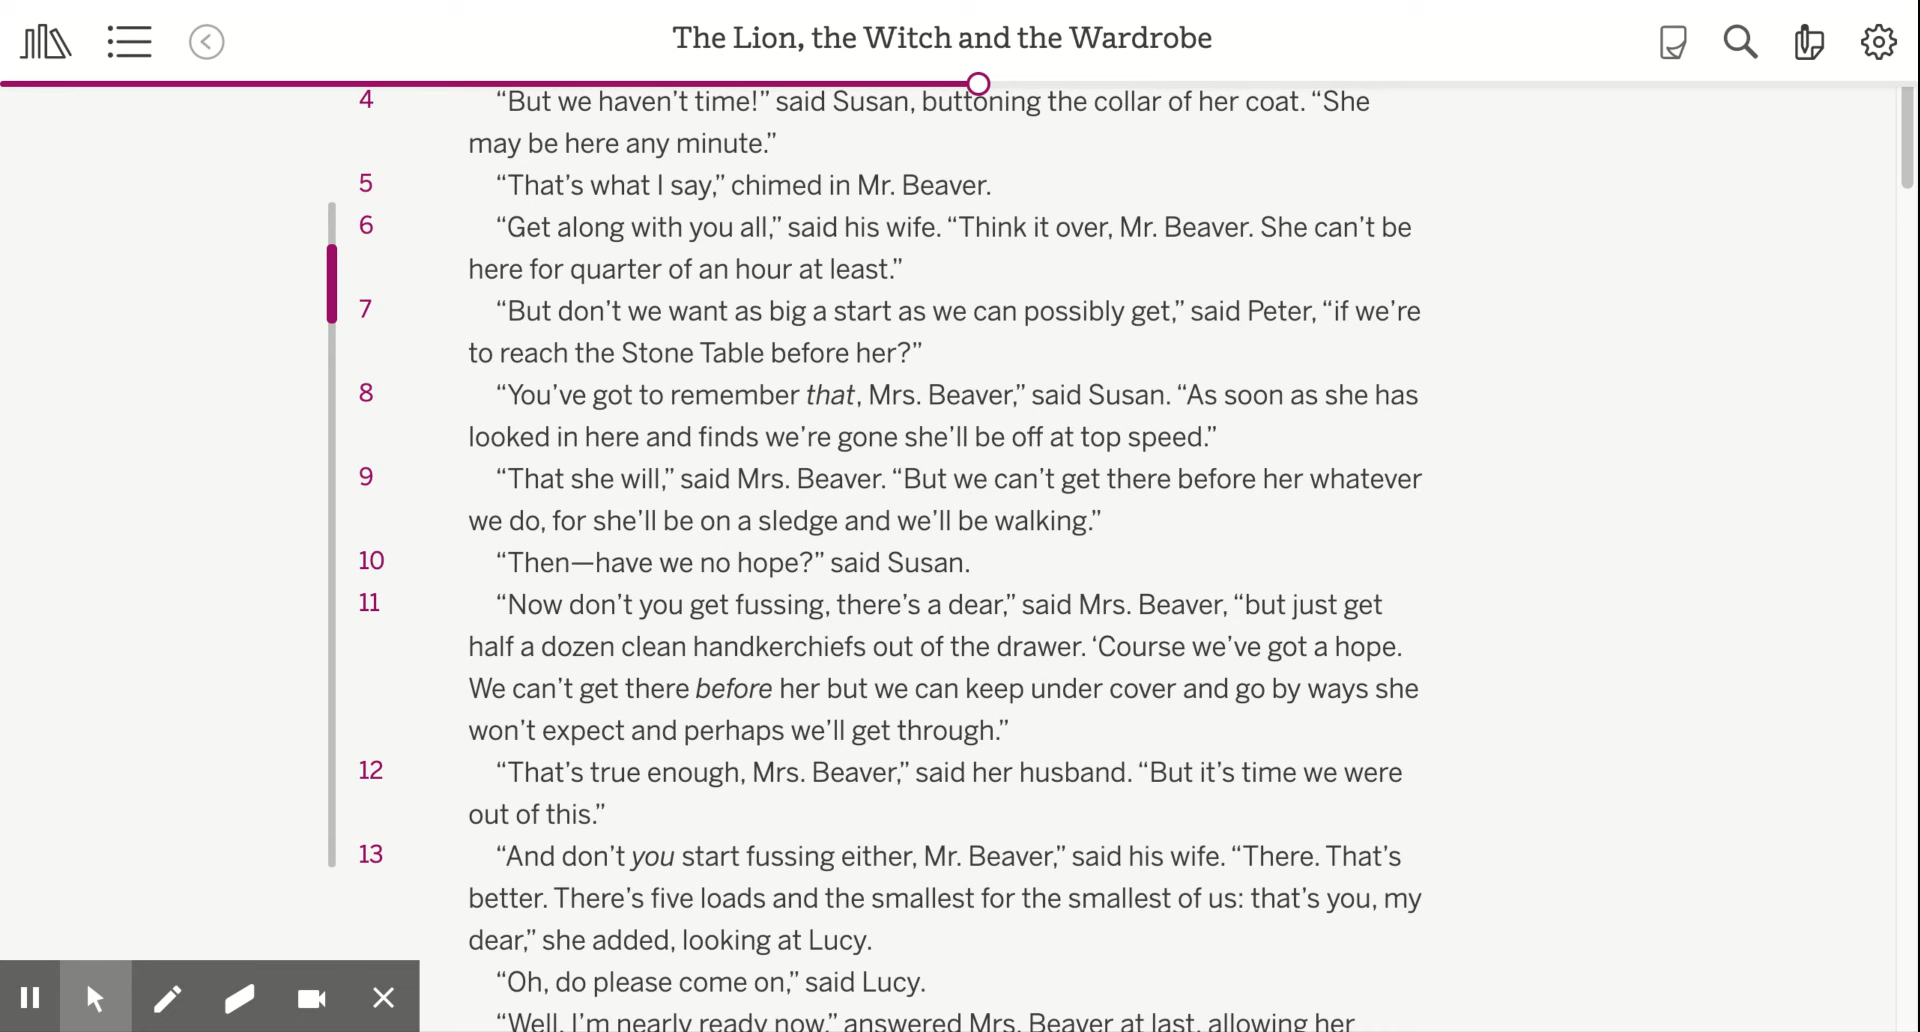 The Lion, the Witch and the Wardrobe
4 “But we haven’t time!” said Susan, buttoning the collar of her coat. “She
may be here any minute.”
5 “That’s what I say,” chimed in Mr. Beaver.
6 “Get along with you all,” said his wife. “Think it over, Mr. Beaver. She can’t be
here for quarter of an hour at least.”
7 “But don’t we want as big a start as we can possibly get,” said Peter, “if we’re
to reach the Stone Table before her?”
8 “You’ve got to remember that, Mrs. Beaver,” said Susan. “As soon as she has
looked in here and finds we’re gone she’ll be off at top speed.”
9 “That she will,” said Mrs. Beaver. “But we can’t get there before her whatever
we do, for she’ll be on a sledge and we’ll be walking.”
10 “Then—have we no hope?” said Susan.
11 “Now don’t you get fussing, there’s a dear,” said Mrs. Beaver, “but just get
half a dozen clean handkerchiefs out of the drawer. ‘Course we’ve got a hope.
We can’t get there before her but we can keep under cover and go by ways she
won’t expect and perhaps we’ll get through.”
12 “That’s true enough, Mrs. Beaver,” said her husband. “But it’s time we were
out of this.”
13 “And don’t you start fussing either, Mr. Beaver,” said his wife. “There. That’s
better. There’s five loads and the smallest for the smallest of us: that’s you, my
dear,” she added, looking at Lucy.
“Oh, do please come on,” said Lucy.
“Well, I’m nearly ready now,” answered Mrs. Beaver at last, allowing her